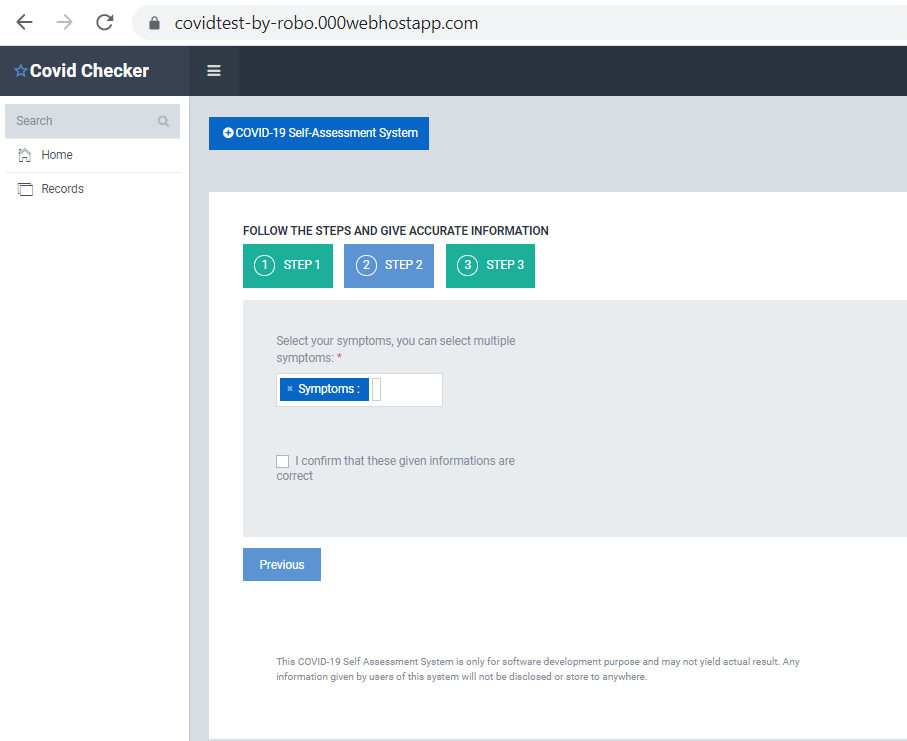 covidtest-by-robo.000webhostapp.com
Covid Checker
Search
Home
Records
COVID-19 Self-Assessment System
FOLLOW THE STEPS AND GIVE ACCURATE INFORMATION
1 STEP 1 2 STEP 2 3 STEP 3
Select your symptoms, you can select multiple
symptoms: *
× Symptoms :
I confirm that these given informations are
correct
Previous
This COVID-19 Self Assessment System is only for software development purpose and may not yield actual result. Any
information given by users of this system will not be disclosed or store to anywhere.